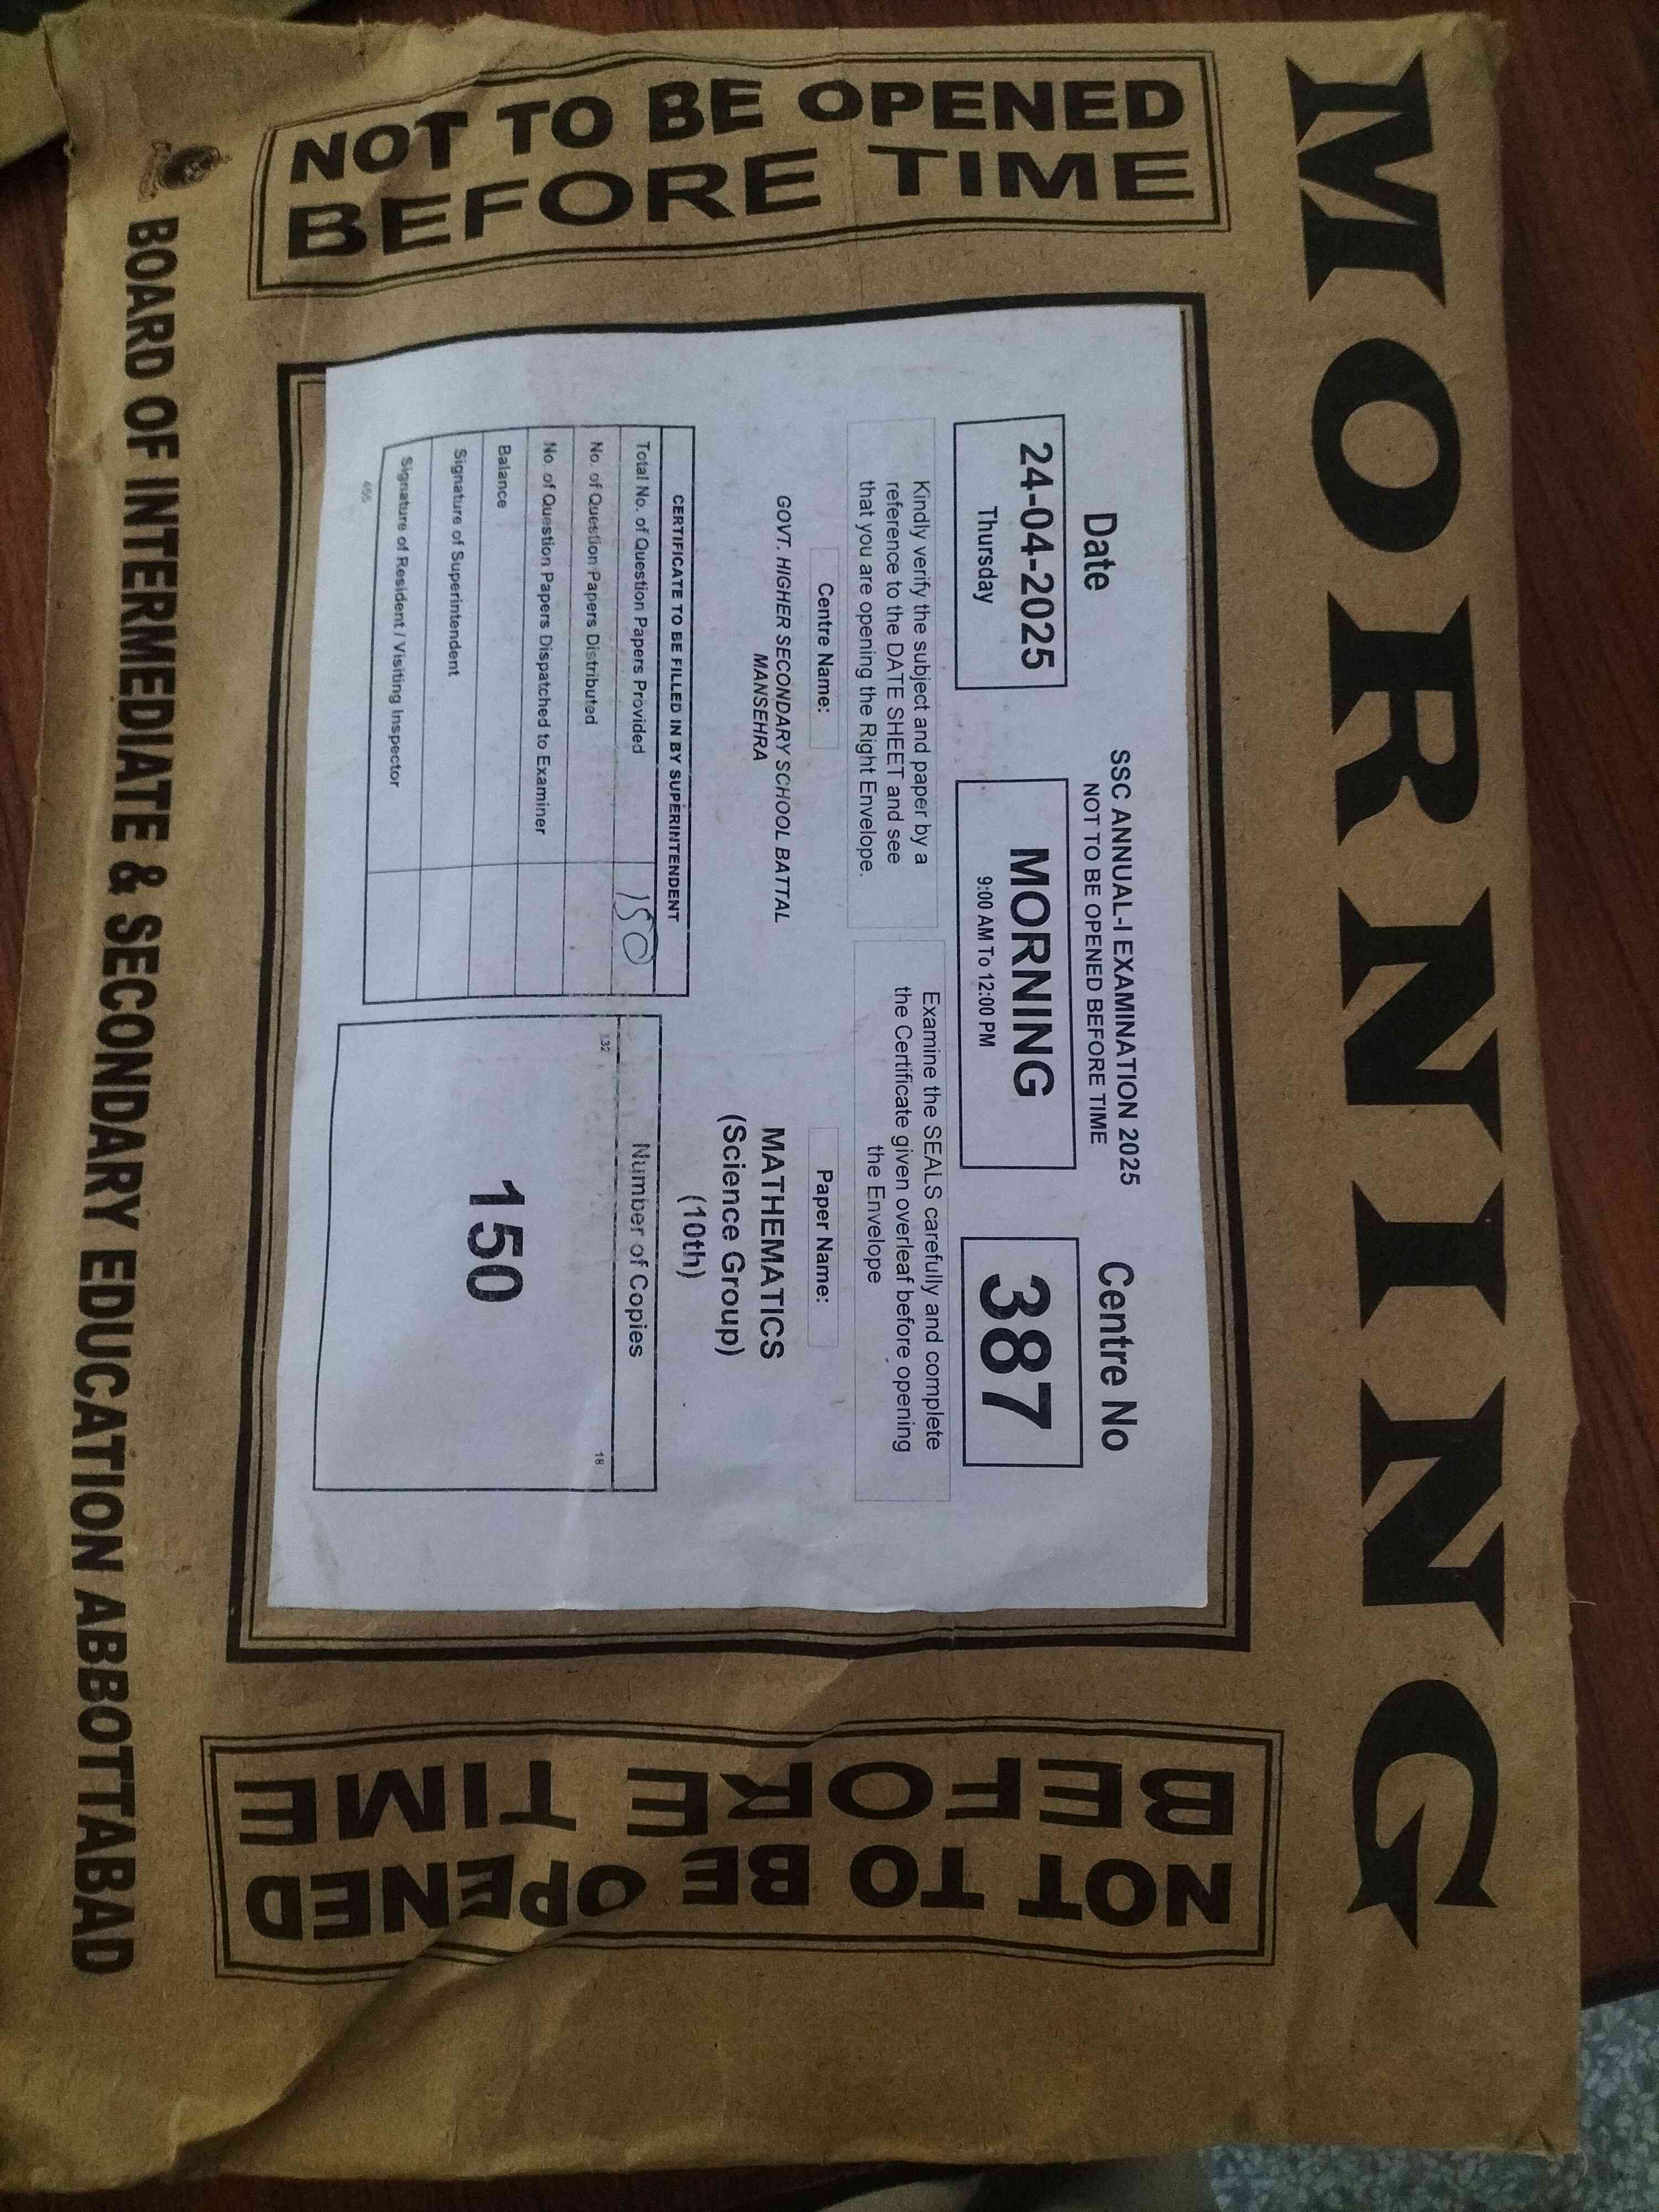 MORNING
NOT TO BE OPENED
BEFORE TIME
SSC ANNUAL-I EXAMINATION 2025
NOT TO BE OPENED BEFORE TIME
Date
24-04-2025
Thursday
MORNING
9:00 AM To 12:00 PM
Centre No
387
Kindly verify the subject and paper by a
reference to the DATE SHEET and see
that you are opening the Right Envelope.
Examine the SEALS carefully and complete
the Certificate given overleaf before opening
the Envelope
Centre Name:
GOVT. HIGHER SECONDARY SCHOOL BATTAL
MANSEHRA
Paper Name:
MATHEMATICS
(Science Group)
(10th)
CERTIFICATE TO BE FILLED IN BY SUPERINTENDENT
Total No. of Question Papers Provided 150
No. of Question Papers Distributed
No. of Question Papers Dispatched to Examiner
Balance
Signature of Superintendent
Signature of Resident / Visiting Inspector
Number of Copies
132
18
150
NOT TO BE OPENED
BEFORE TIME
BOARD OF INTERMEDIATE & SECONDARY EDUCATION ABBOTTABAD